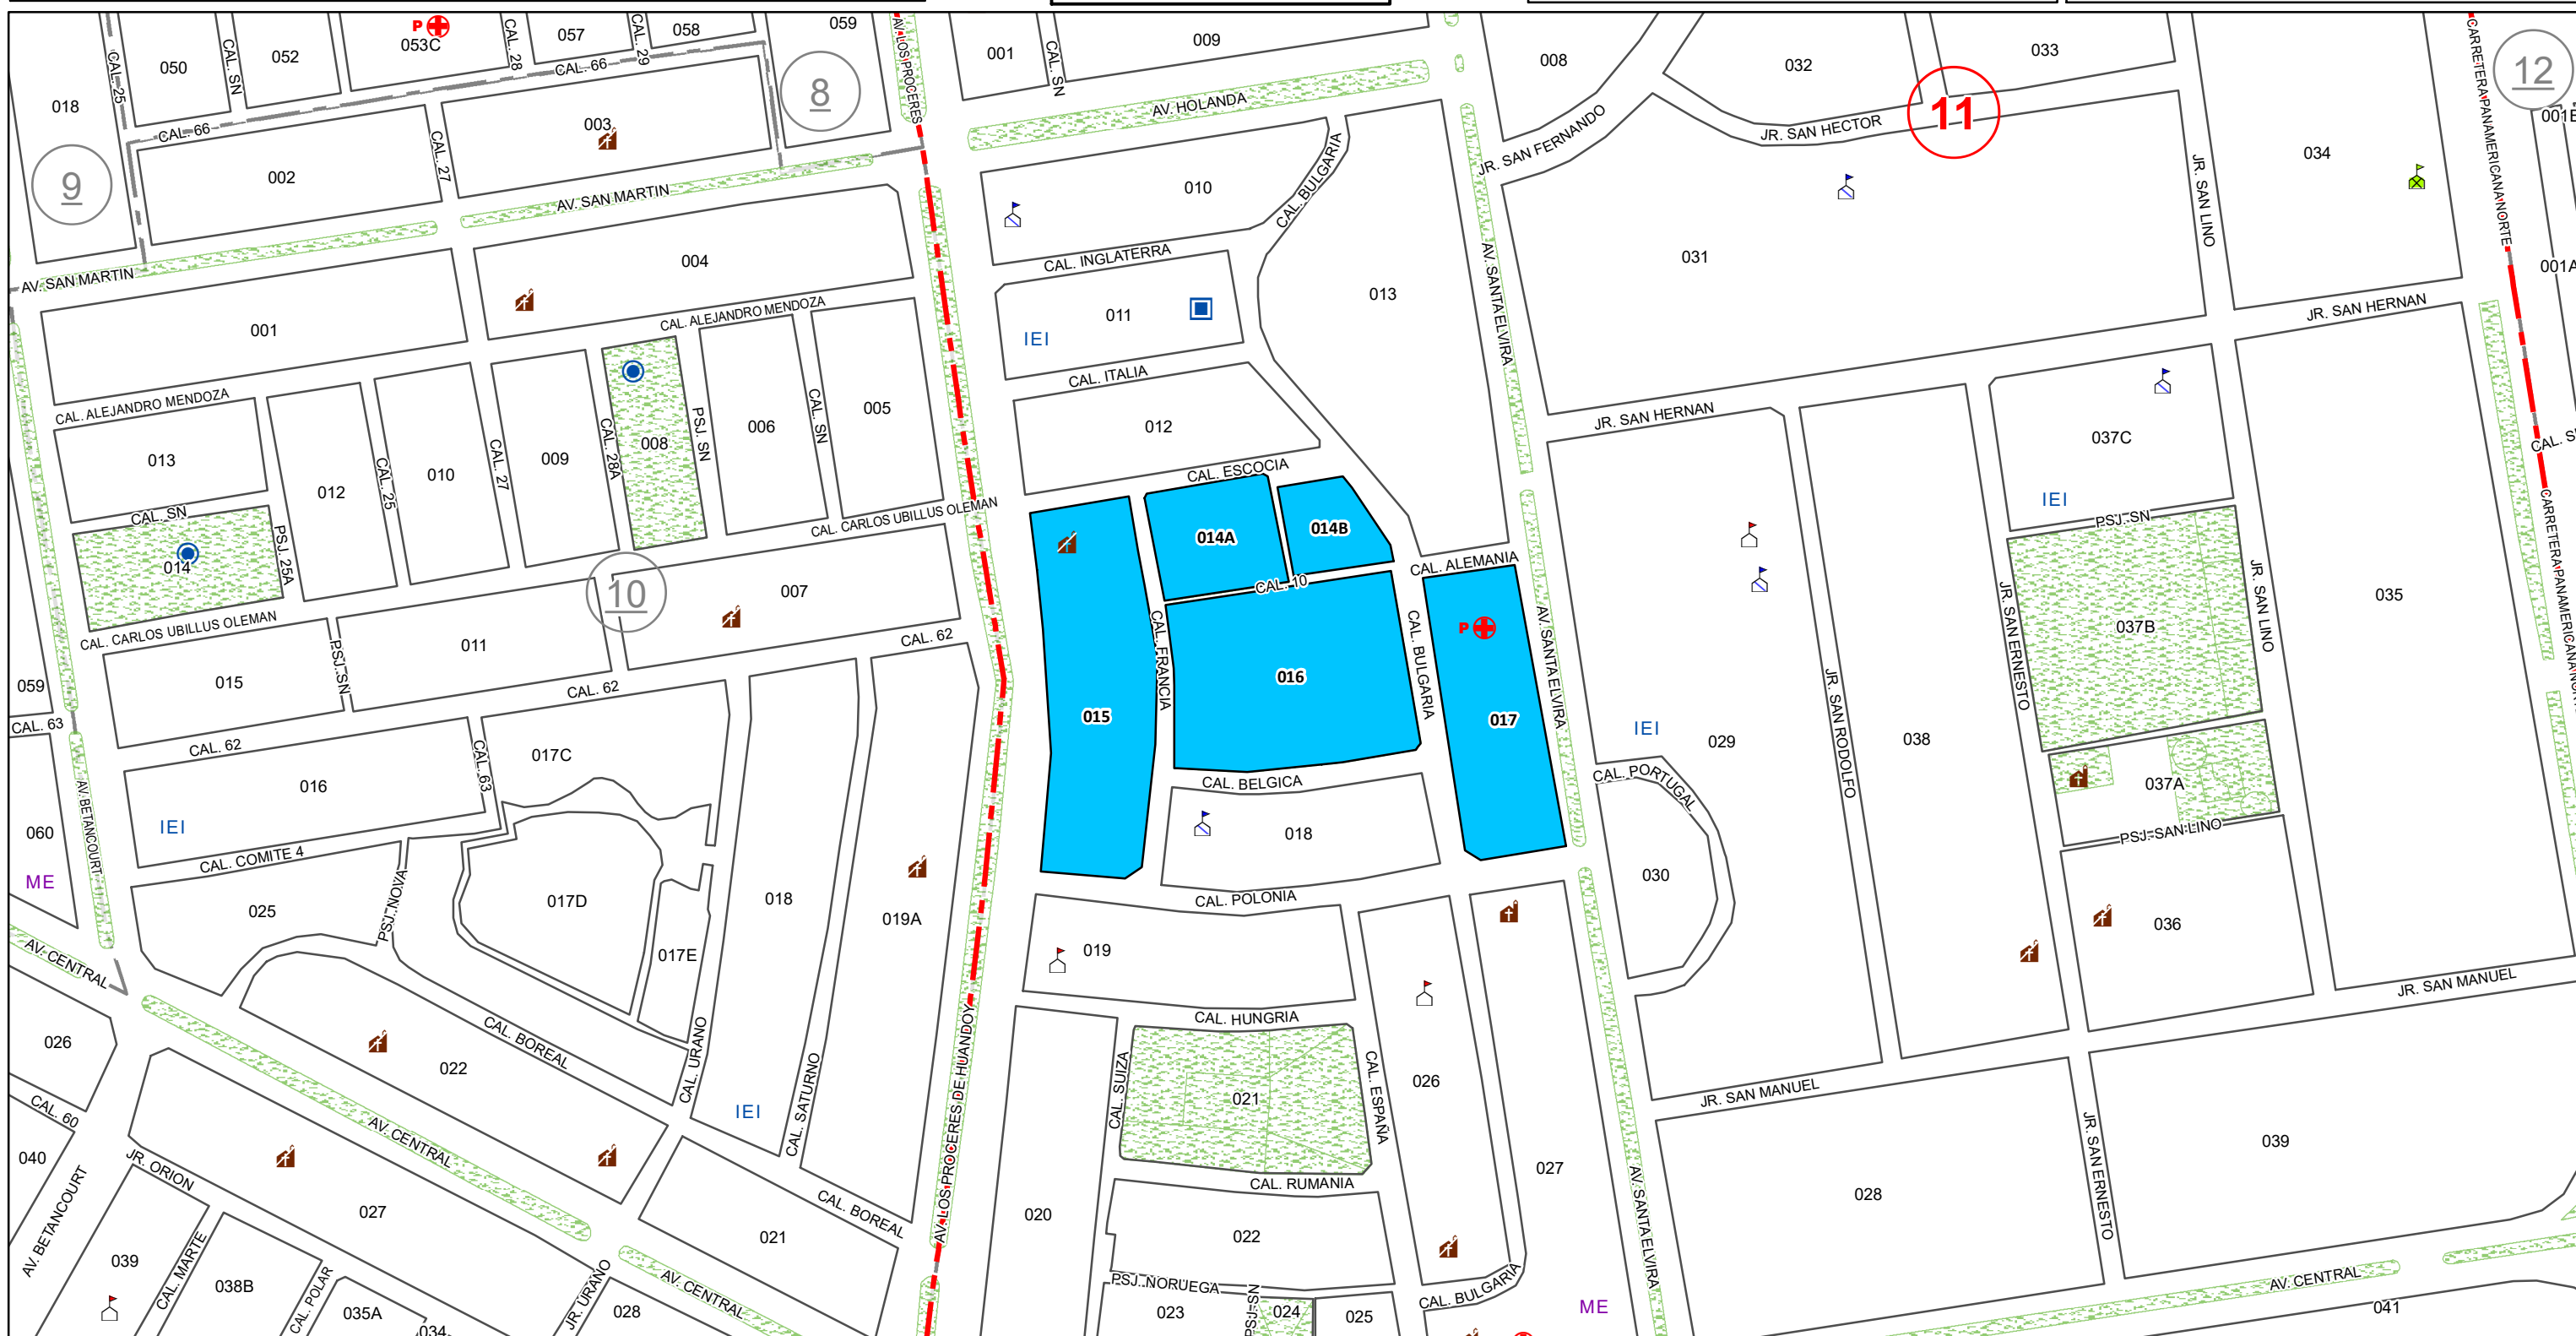 P
053C
CAL. 25
CAL. SN
050
052
CAL. 28
057
CAL. 29
058
059
AV. LOS PROCERES
001
CAL. SN
009
008
032
033
11
12
CARRETERA PANAMERICANA NORTE
018
CAL. 66
CAL. 66
8
9
003
002
CAL. 27
AV. SAN MARTIN
AV. SAN MARTIN
AV. HOLANDA
JR. SAN FERNANDO
JR. SAN HECTOR
JR. SAN LINO
034
010
CAL. BULGARIA
CAL. INGLATERRA
004
001
CAL. ALEJANDRO MENDOZA
CAL. ALEJANDRO MENDOZA
011
IEI
013
AV. SANTA ELVIRA
031
001A
JR. SAN HERNAN
JR. SAN HERNAN
CAL. ITALIA
012
CAL. ESCOCIA
013
CAL. SN
012
CAL. 25
010
CAL. 27
009
CAL. 28A
008
PSJ. SN
006
CAL. SN
005
CAL. CARLOS UBILLUS OLEMAN
014
PSJ. 25A
CAL. CARLOS UBILLUS OLEMAN
10
007
CAL. 62
011
PSJ. SN
015
CAL. 62
CAL. 62
059
CAL. 63
016
IEI
CAL. 63
017C
060
ME
AV. BETANCOURT
CAL. COMITE 4
025
PSJ. NOVA
017D
017E
018
019A
014A
014B
CAL. 10
CAL. ALEMANIA
CAL. FRANCIA
015
016
CAL. BULGARIA
P
017
AV. SANTA ELVIRA
CAL. BELGICA
018
CAL. POLONIA
037C
IEI
PSJ. SN
037B
JR. SAN ERNESTO
JR. SAN LINO
035
CARRETERA PANAMERICANA NORTE
IEI
029
CAL. PORTUGAL
030
JR. SAN RODOLFO
038
037A
PSJ. SAN LINO
036
JR. SAN MANUEL
JR. SAN MANUEL
AV. CENTRAL
026
CAL. 60
040
AV. BETANCOURT
022
CAL. BOREAL
CAL. URANO
IEI
CAL. SATURNO
AV. LOS PROCERES DE HUANDOY
019
CAL. HUNGRIA
CAL. SUIZA
021
CAL. ESPAÑA
026
CAL. RUMANIA
020
022
027
AV. SANTA ELVIRA
028
JR. SAN ERNESTO
039
AV. CENTRAL
JR. ORION
027
CAL. BOREAL
021
039
CAL. MARTE
038B
CAL. POLAR
035A
034
JR. URANO
028
AV. CENTRAL
PSJ. NORUEGA
023
PSJ. SN
024
025
CAL. BULGARIA
ME
AV. CENTRAL
041